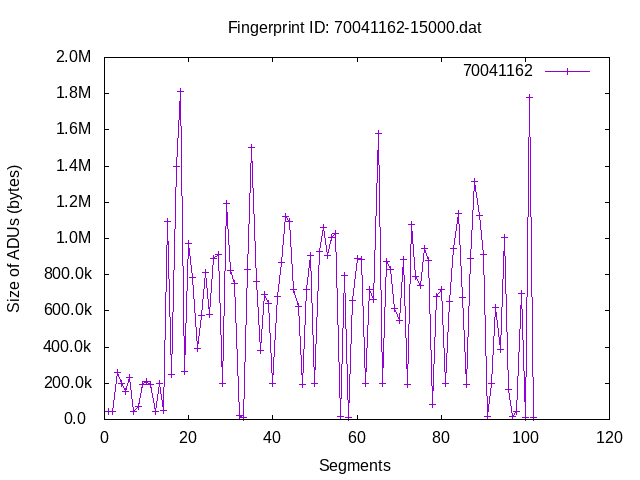 Fingerprint ID: 70041162-15000.dat
70041162
Size of ADUs (bytes)
2.0M
1.8M
1.6M
1.4M
1.2M
1.0M
800.0k
600.0k
400.0k
200.0k
0.0
0 20 40 60 80 100 120
Segments